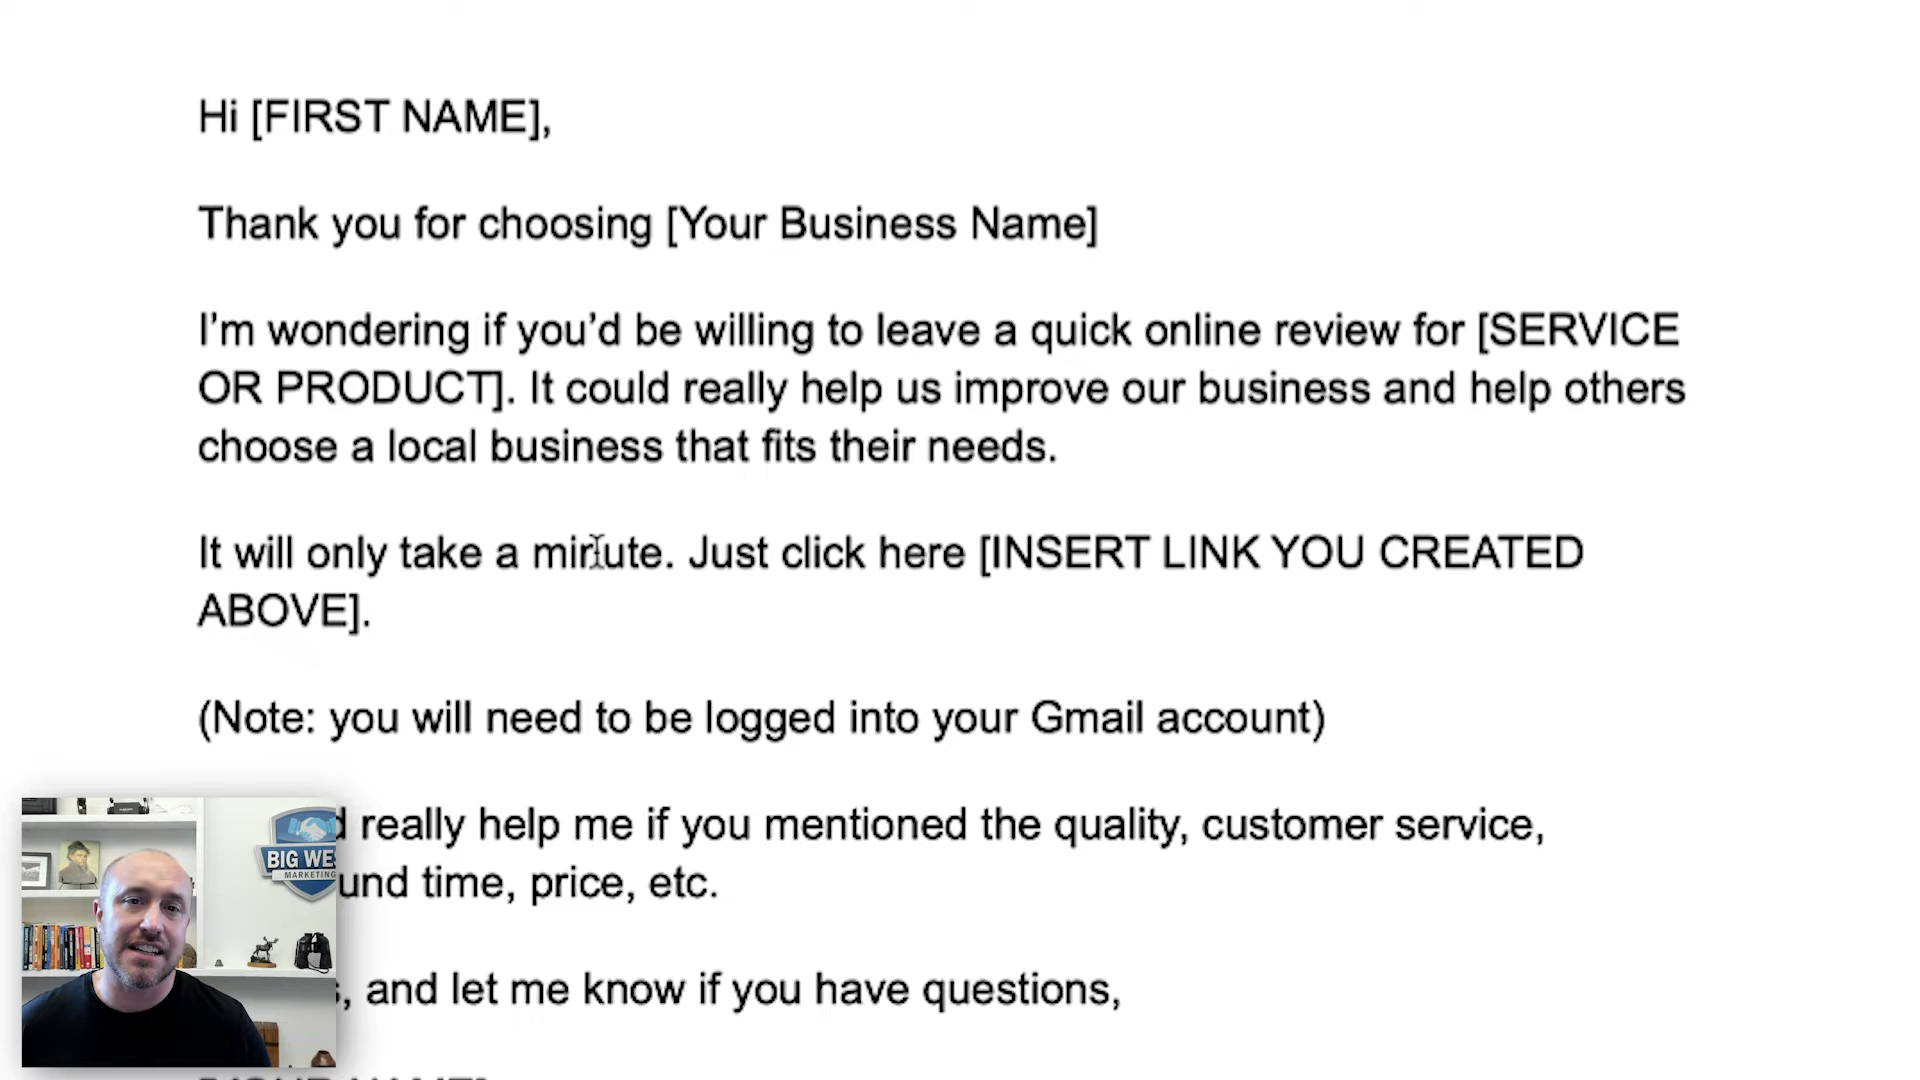 Hi [FIRST NAME],
Thank you for choosing [Your Business Name]
I’m wondering if you’d be willing to leave a quick online review for [SERVICE
OR PRODUCT]. It could really help us improve our business and help others
choose a local business that fits their needs.
It will only take a minute. Just click here [INSERT LINK YOU CREATED
ABOVE].
(Note: you will need to be logged into your Gmail account)
really help me if you mentioned the quality, customer service,
time, price, etc.
and let me know if you have questions,
BIG WES
MARKETING